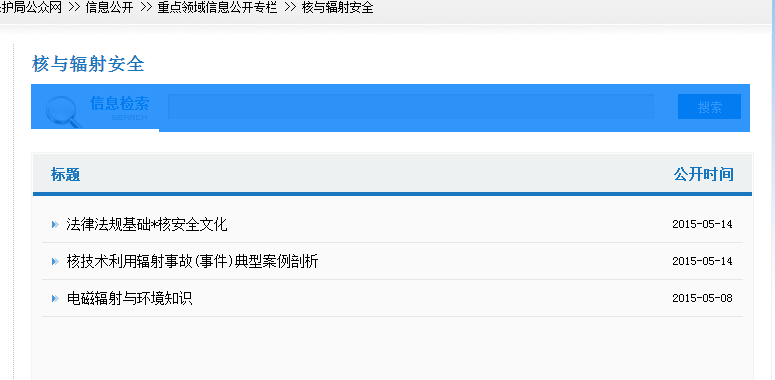 护局公众网 >> 信息公开 >> 重点领域信息公开专栏 >> 核与辐射安全
核与辐射安全
信息检索
SEARCH
搜索
标题 公开时间
法律法规基础*核安全文化 2015-05-14
核技术利用辐射事故(事件)典型案例剖析 2015-05-14
电磁辐射与环境知识 2015-05-08